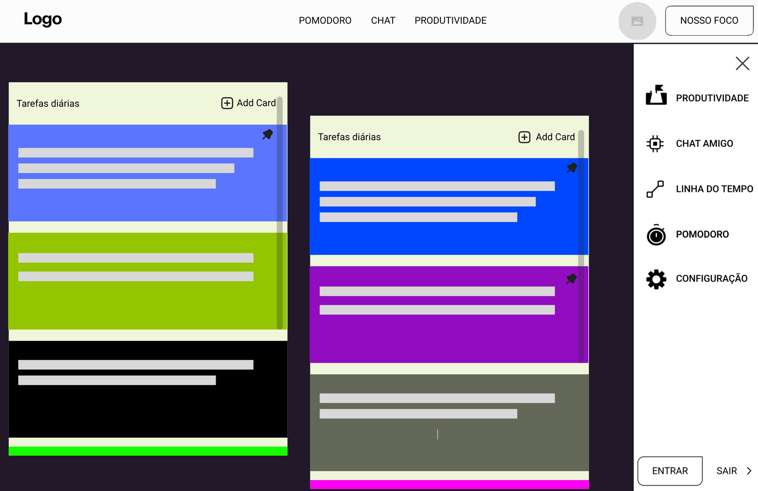 Logo
POMODORO
CHAT
PRODUTIVIDADE
NOSSO FOCO
Tarefas diárias
Add Card
Tarefas diárias
Add Card
PRODUTIVIDADE
CHAT AMIGO
LINHA DO TEMPO
POMODORO
CONFIGURAÇÃO
ENTRAR
SAIR